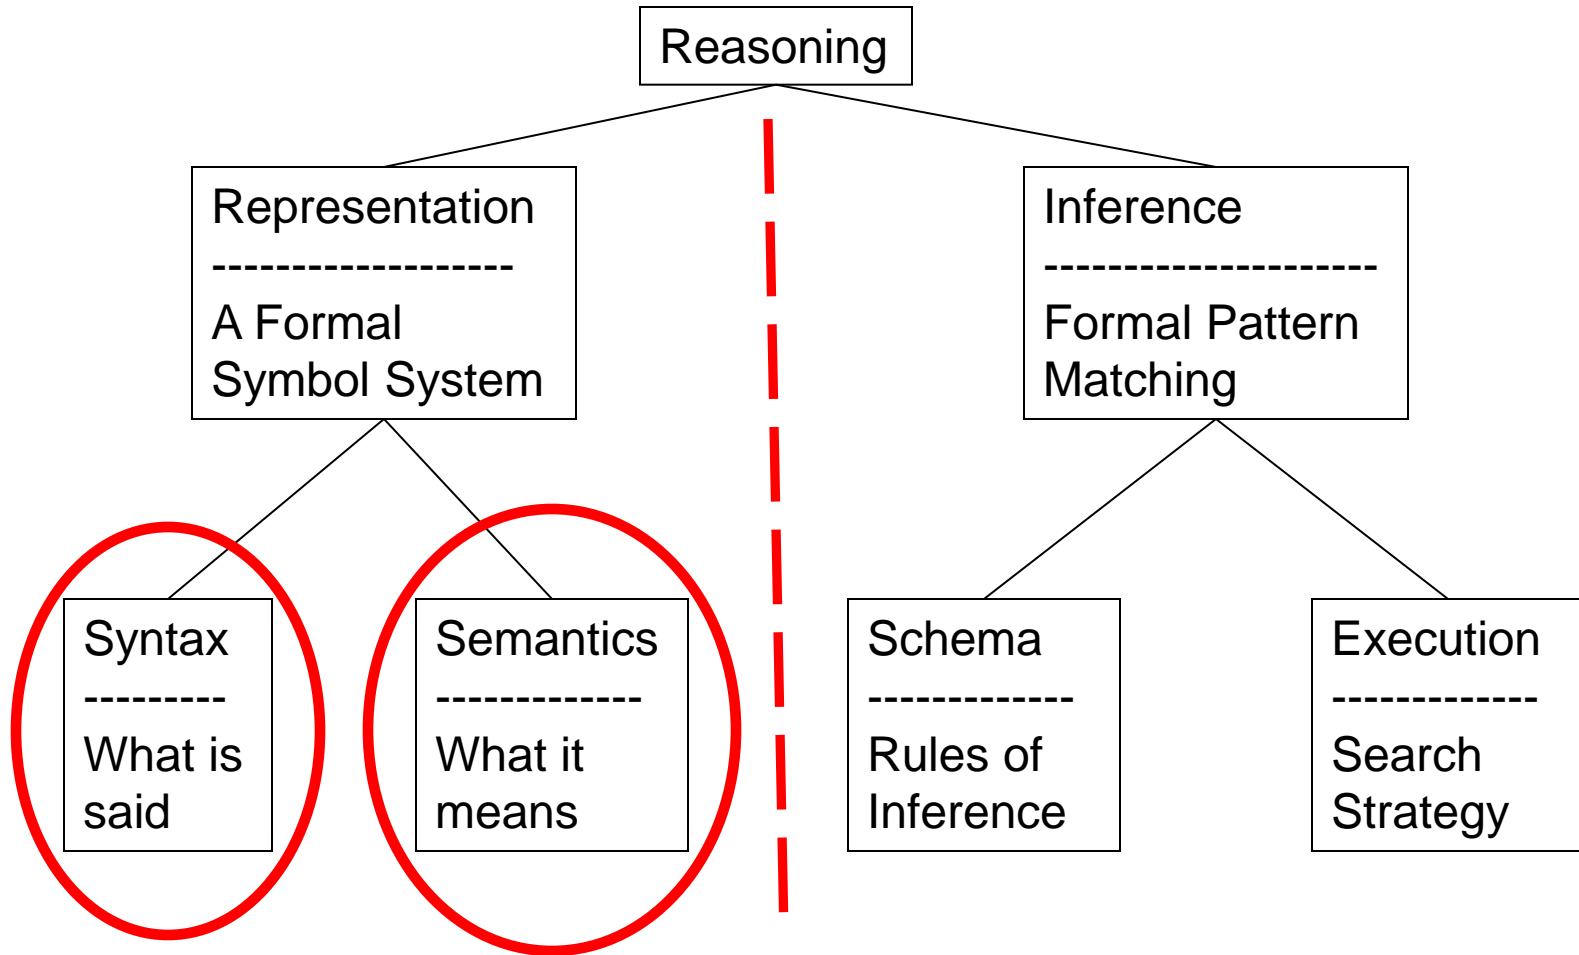 Reasoning
Representation
-------------------
A Formal
Symbol System
Inference
---------------------
Formal Pattern
Matching
Syntax
---------
What is
said
Semantics
-------------
What it
means
Schema
-------------
Rules of
Inference
Execution
-------------
Search
Strategy